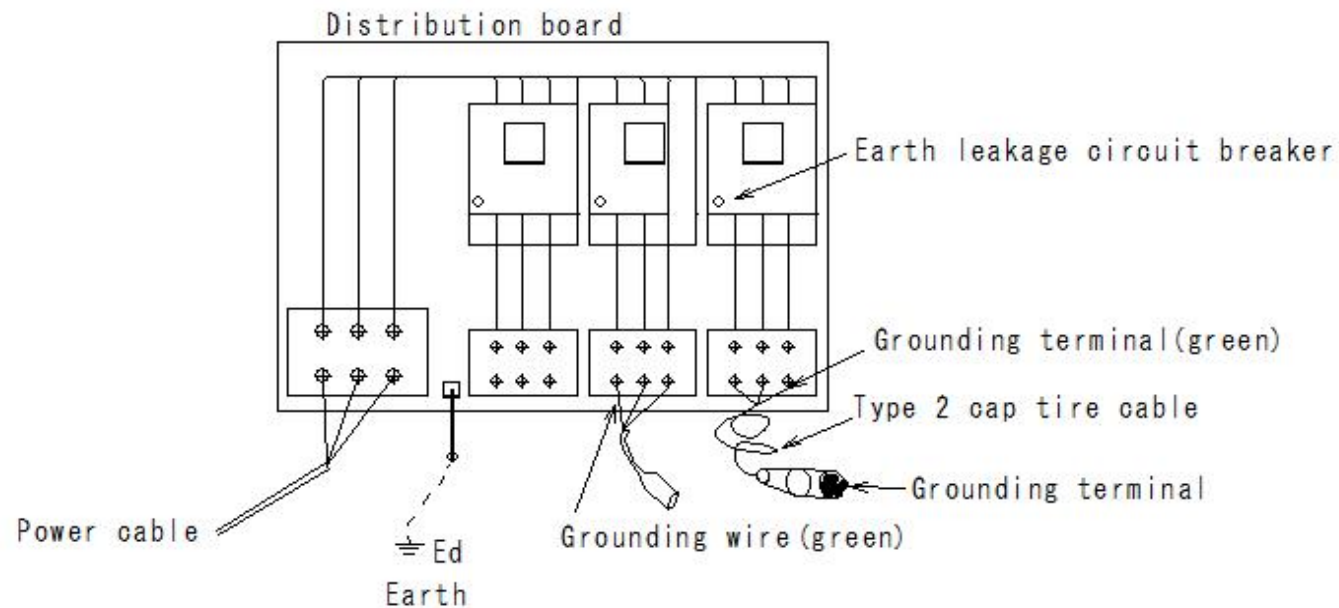 Distribution board
Earth leakage circuit breaker
Grounding terminal(green)
Type 2 cap tire cable
Grounding terminal
Power cable
Grounding wire(green)
Ed
Earth